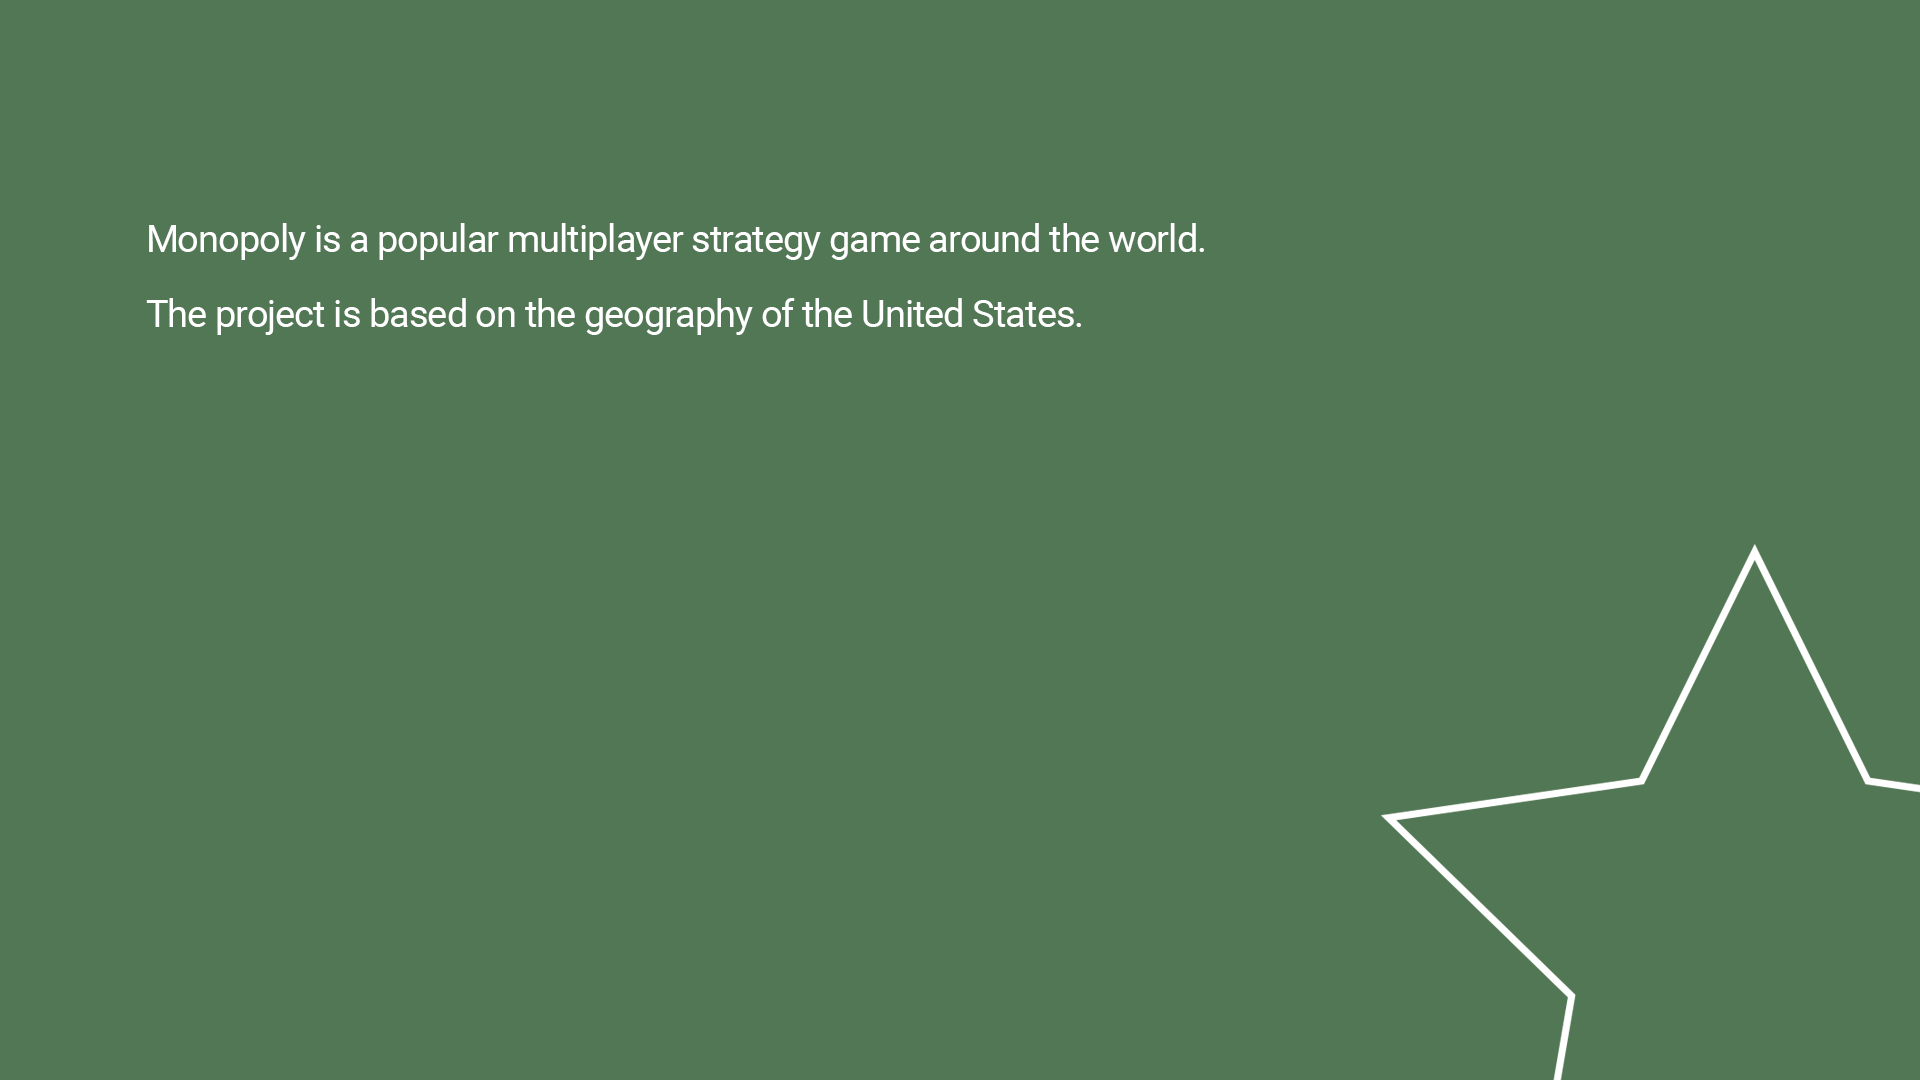 Monopoly is a popular multiplayer strategy game around the world.
The project is based on the geography of the United States.